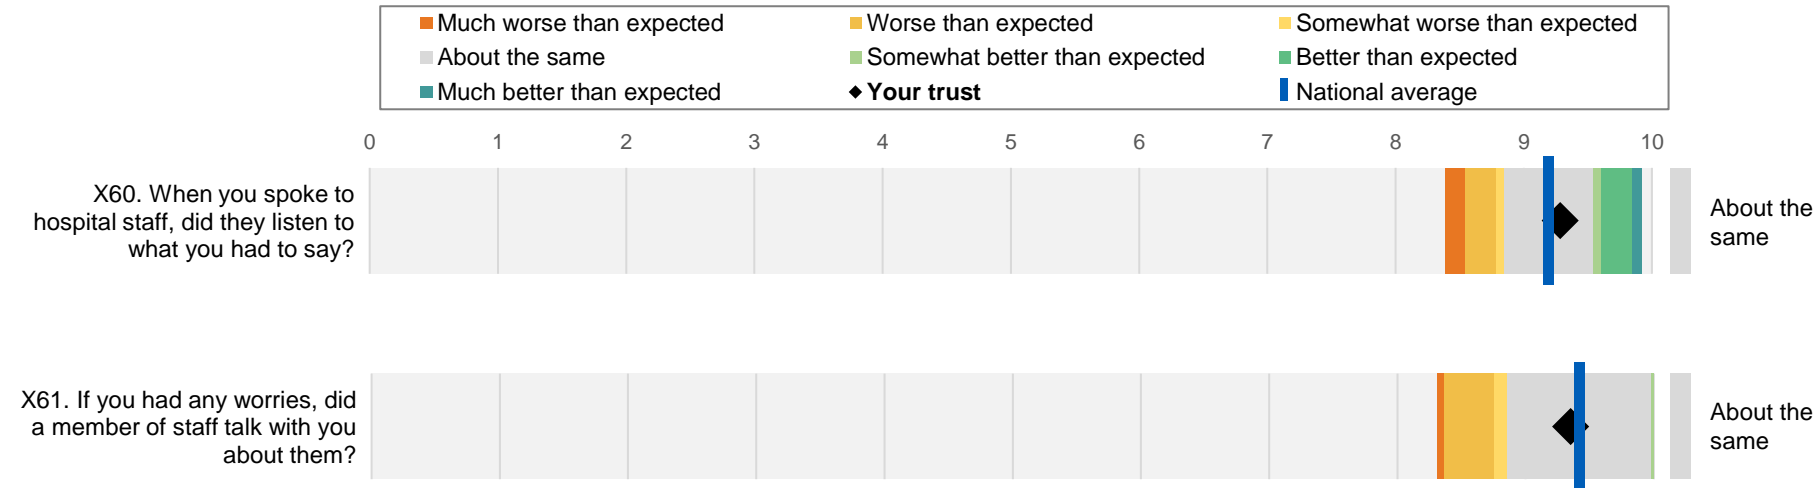 Much worse than expected
Worse than expected
Somewhat worse than expected
About the same
Somewhat better than expected
Better than expected
Much better than expected
Your trust
National average
0 1 2 3 4 5 6 7 8 9 10
X60. When you spoke to
hospital staff, did they listen to
what you had to say?
About the
same
X61. If you had any worries, did
a member of staff talk with you
about them?
About the
same